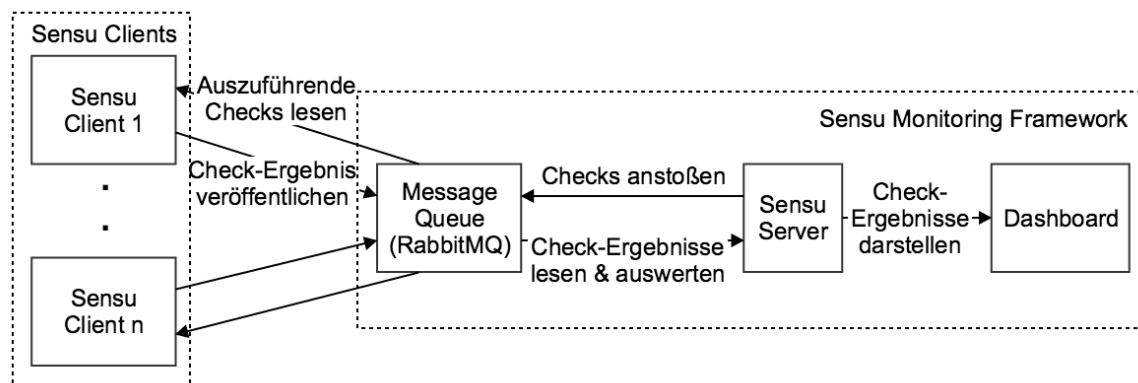 Sensu Clients
Sensu
Client 1
Auszuführende
Checks lesen
Check-Ergebnis
veröffentlichen
Sensu
Client n
Sensu Monitoring Framework
Message
Queue
(RabbitMQ)
Checks anstoßen
Check-Ergebnisse
lesen & auswerten
Sensu
Server
Check-
Ergebnisse
darstellen
Dashboard